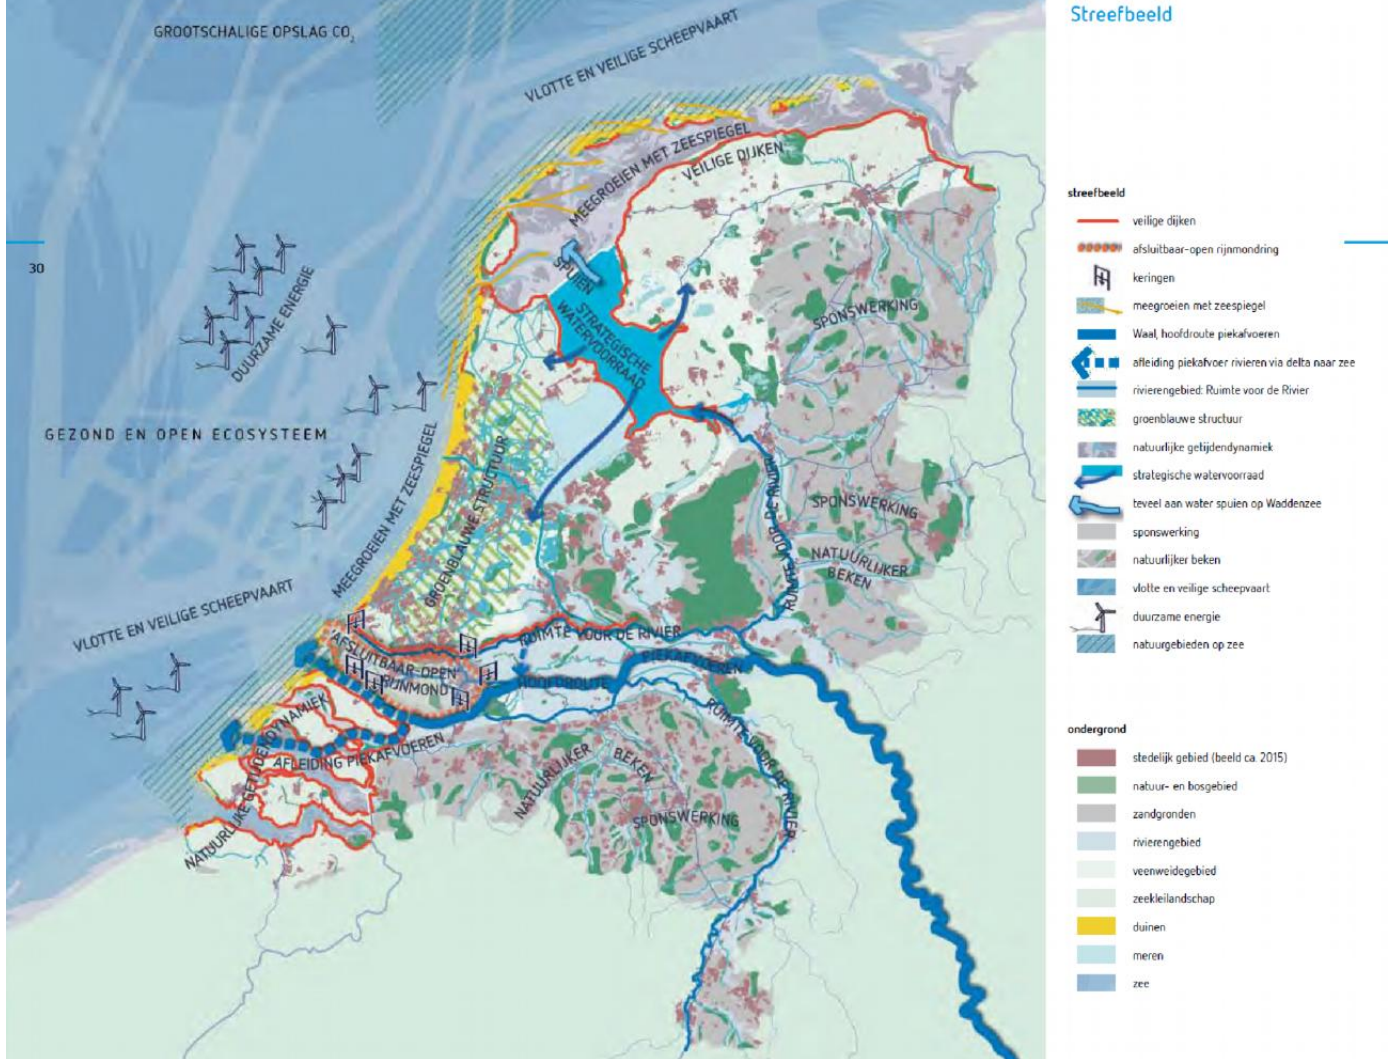 Streefbeeld
GROOTSCHALIGE OPSLAG CO₂
VLOTTE EN VEILIGE SCHEEPVAART
MEEGROEIEN MET ZEESPIEGEL
VEILIGE DIJKEN
30
DUURZAME ENERGIE
SPUIEN
STRATEGISCHE
WATERVOORRAAD
SPONSWERKING
GEZOND EN OPEN ECOSYSTEEM
MEEGROEIEN MET ZEESPIEGEL
GROENBLAUWE STRUCTUUR
RUIMTE VOOR DE RIVIER
SPONSWERKING
NATUURLIJKER
BEKEN
VLOTTE EN VEILIGE SCHEEPVAART
AFSLUITBAAR-OPEN
RIJNMOND
RUIMTE VOOR DE RIVIER
HOOFDROUTE
PIEKAFVOEREN
RUIMTE VOOR DE RIVIER
NATUURLIJKE GETIJDENDYNAMIEK
AFLEIDING PIEKAFVOEREN
NATUURLIJKER BEKEN
SPONSWERKING
streefbeeld
veilige dijken
afsluitbaar-open rijnmondring
keringen
meegroeien met zeespiegel
Waal, hoofdroute piekafvoeren
afleiding piekafvoer rivieren via delta naar zee
rivierengebied: Ruimte voor de Rivier
groenblauwe structuur
natuurlijke getijdendynamiek
strategische watervoorraad
teveel aan water spuien op Waddenzee
sponswerking
natuurlijker beken
vlotte en veilige scheepvaart
duurzame energie
natuurgebieden op zee
ondergrond
stedelijk gebied (beeld ca. 2015)
natuur- en bosgebied
zandgronden
rivierengebied
veenweidegebied
zeekleilandschap
duinen
meren
zee